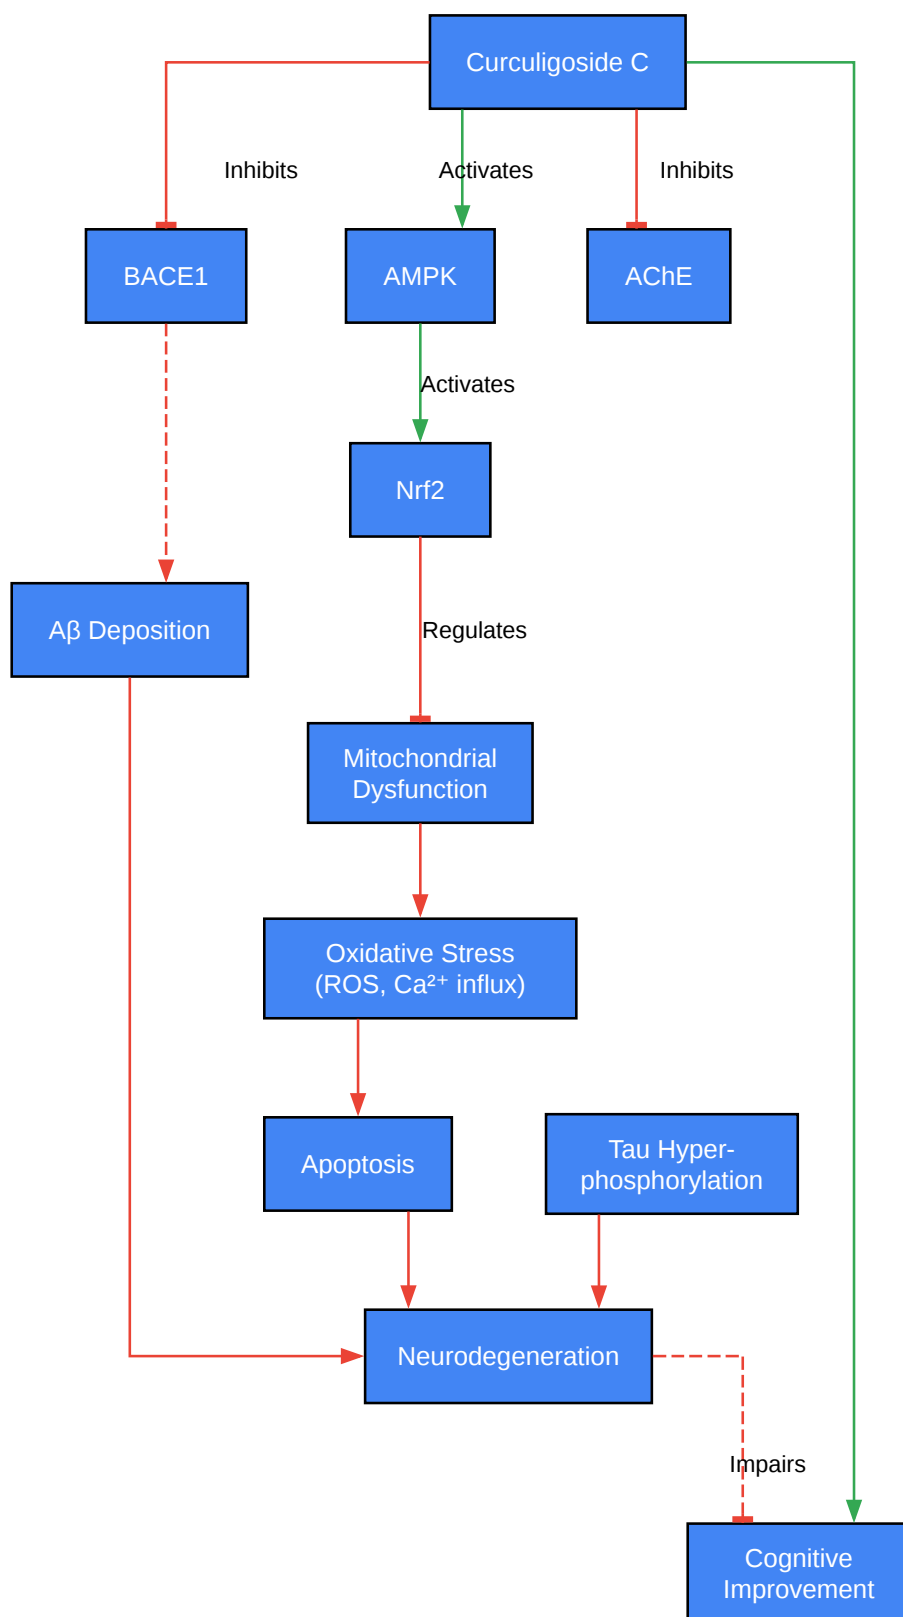 Curculigoside C
Inhibits
Activates
Inhibits
BACE1
AMPK
AChE
Activates
Nrf2
Aβ Deposition
Regulates
Mitochondrial
Dysfunction
Oxidative Stress
(ROS, Ca²⁺ influx)
Apoptosis
Tau Hyper-
phosphorylation
Neurodegeneration
Impairs
Cognitive
Improvement